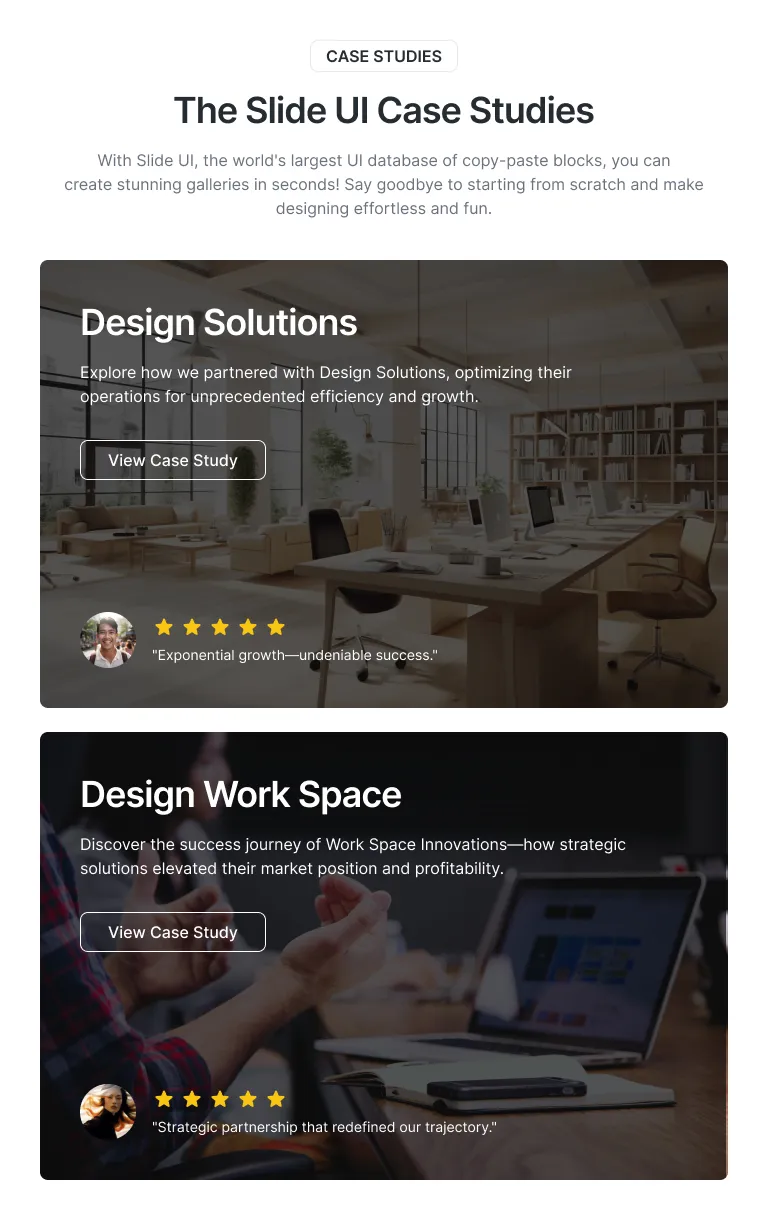 CASE STUDIES
The Slide UI Case Studies
With Slide UI, the world's largest UI database of copy-paste blocks, you can
create stunning galleries in seconds! Say goodbye to starting from scratch and make
designing effortless and fun.
Design Solutions
Explore how we partnered with Design Solutions, optimizing their
operations for unprecedented efficiency and growth.
View Case Study
"Exponential growth—undeniable success."
Design Work Space
Discover the success journey of Work Space Innovations—how strategic
solutions elevated their market position and profitability.
View Case Study
"Strategic partnership that redefined our trajectory."